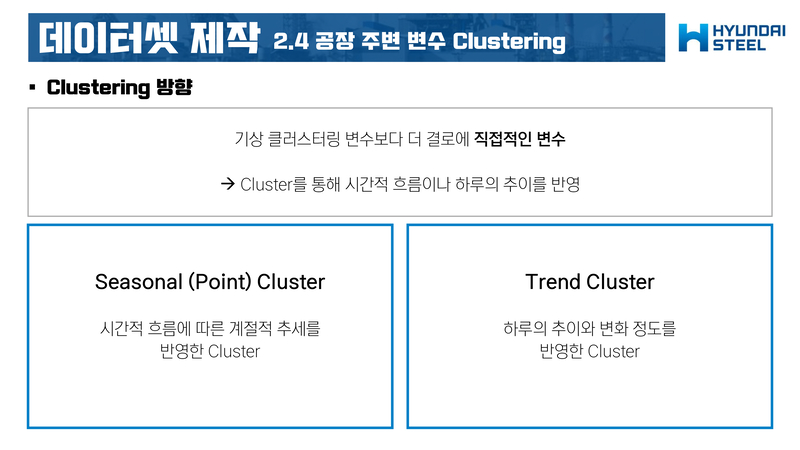 데이터셋 제작 2.4 공장 주변 변수 Clustering
HYUNDAI
STEEL
▪ Clustering 방향
기상 클러스터링 변수보다 더 결로에 직접적인 변수
→ Cluster를 통해 시간적 흐름이나 하루의 추이를 반영
Seasonal (Point) Cluster
시간적 흐름에 따른 계절적 추세를
반영한 Cluster
Trend Cluster
하루의 추이와 변화 정도를
반영한 Cluster